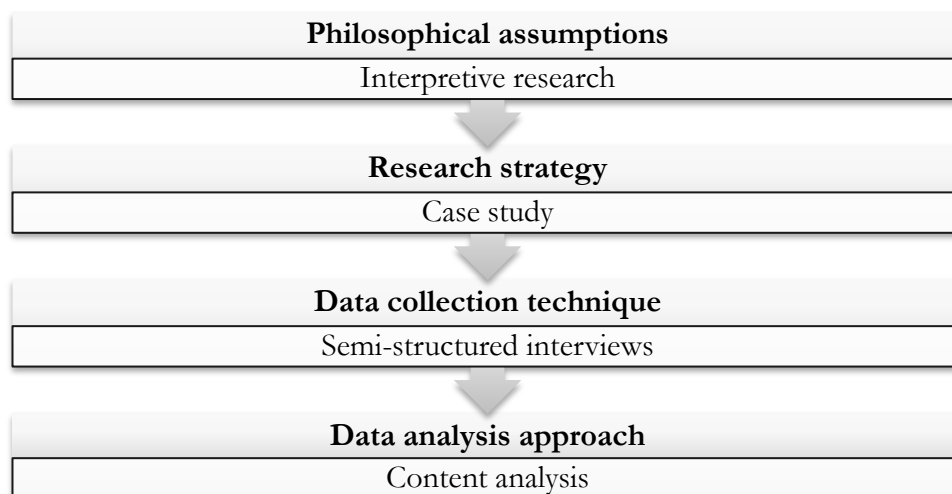 Philosophical assumptions
Interpretive research
Research strategy
Case study
Data collection technique
Semi-structured interviews
Data analysis approach
Content analysis